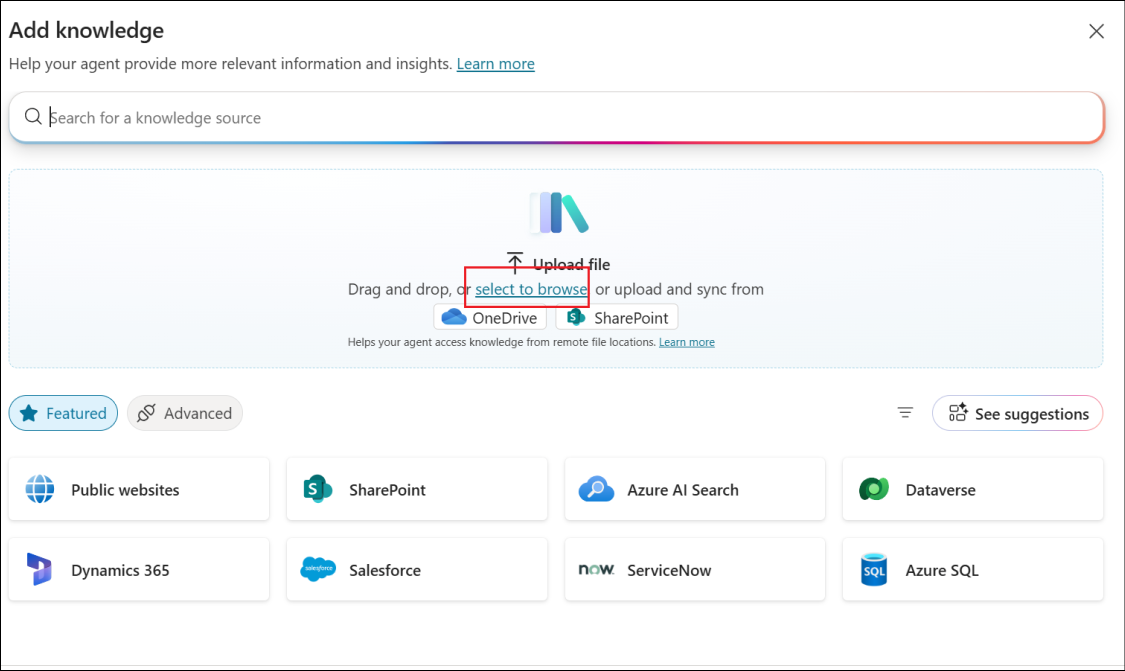 Add knowledge
Help your agent provide more relevant information and insights. Learn more
Search for a knowledge source
Upload file
Drag and drop, or select to browse or upload and sync from
OneDrive
S SharePoint
Helps your agent access knowledge from remote file locations. Learn more
Featured
Advanced
See suggestions
Public websites
S SharePoint
Azure AI Search
Dataverse
Dynamics 365
salesforce Salesforce
now. ServiceNow
SQL Azure SQL